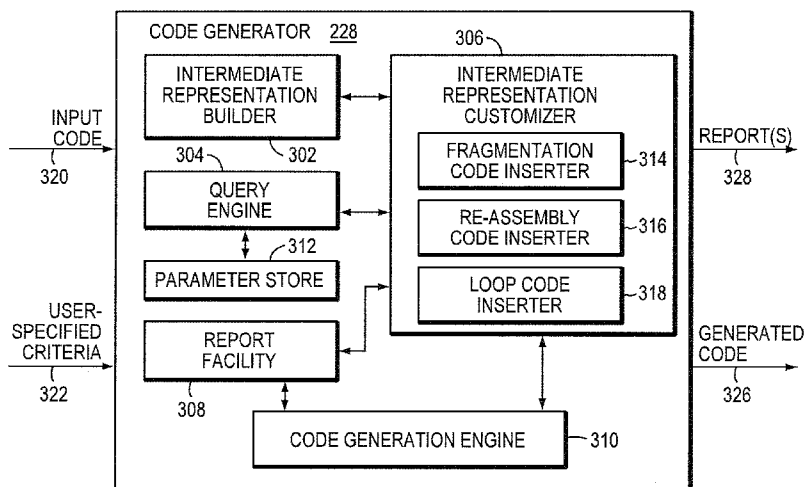 CODE GENERATOR 228
INTERMEDIATE
REPRESENTATION
BUILDER
302
304
QUERY
ENGINE
312
PARAMETER STORE
REPORT
FACILITY
308
306
INTERMEDIATE
REPRESENTATION
CUSTOMIZER
FRAGMENTATION
CODE INSERTER
314
RE-ASSEMBLY
CODE INSERTER
316
LOOP CODE
INSERTER
318
CODE GENERATION ENGINE
310
INPUT
CODE
320
USER-
SPECIFIED
CRITERIA
322
REPORT(S)
328
GENERATED
CODE
326